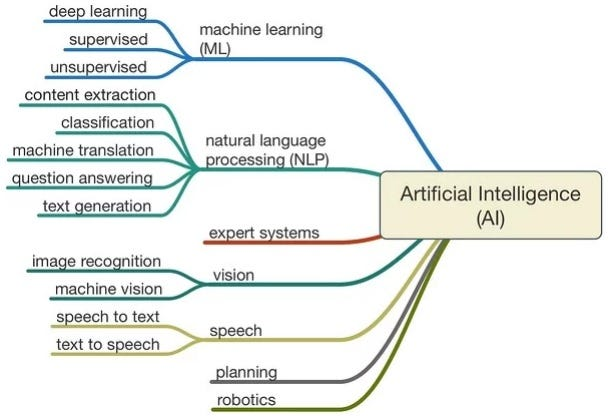 deep learning
supervised
unsupervised
machine learning
(ML)
content extraction
classification
machine translation
question answering
text generation
natural language
processing (NLP)
expert systems
image recognition
machine vision
vision
speech to text
text to speech
speech
planning
robotics
Artificial Intelligence
(AI)